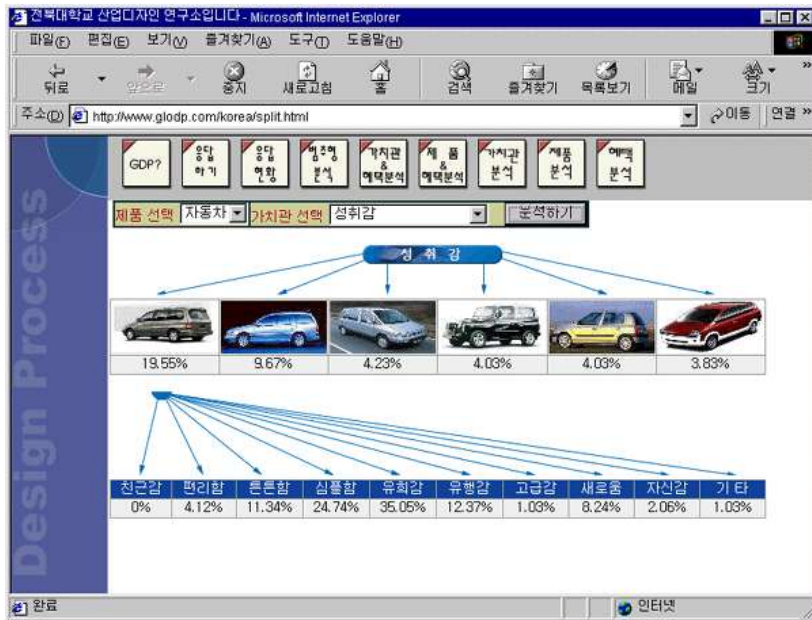 전북대학교 산업디자인 연구소입니다 - Microsoft Internet Explorer
파일(F) 편집(E) 보기(V) 즐겨찾기(A) 도구(T) 도움말(H)
뒤로 앞으로 중지 새로고침 홈 검색 즐겨찾기 목록보기 메일 크기 »
주소(D) http://www.glodp.com/korea/split.html 이동 연결 »
GDP? 응답 하기 응답 현황 범주형 분석 가치관 & 혜택분석 제 품 & 혜택분석 가치관 분석 제품 분석 혜택 분석
제품 선택 자동차 가치관 선택 성취감 분석하기
성 취 감
19.55% 9.67% 4.23% 4.03% 4.03% 3.83%
친근감 편리함 튼튼함 심플함 유희감 유행감 고급감 새로움 자신감 기 타
0% 4.12% 11.34% 24.74% 35.05% 12.37% 1.03% 8.24% 2.06% 1.03%
Design Process
완료 인터넷